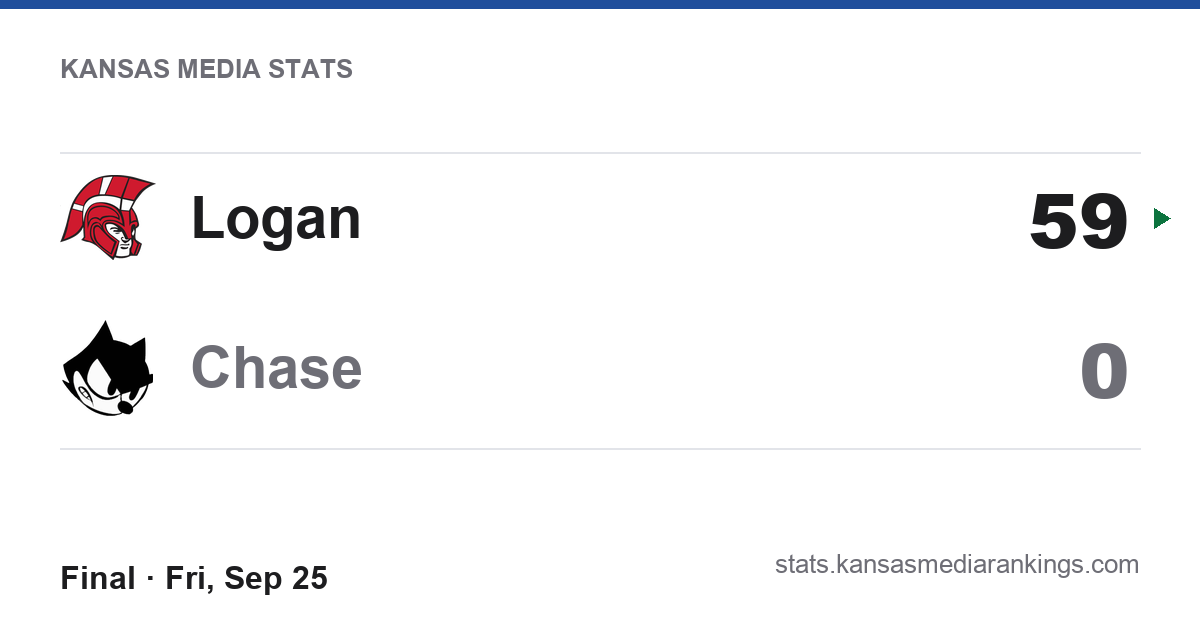 KANSAS MEDIA STATS
Logan 59
Chase 0
Final · Fri, Sep 25
stats.kansasmediarankings.com